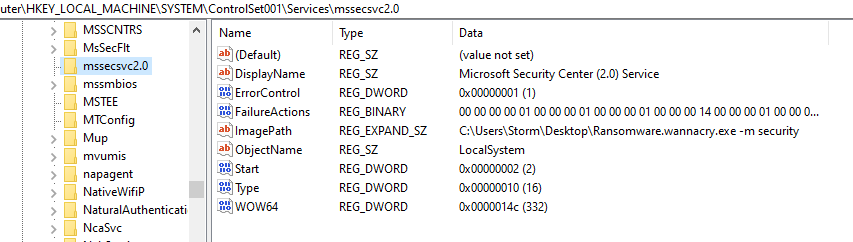 uter\HKEY_LOCAL_MACHINE\SYSTEM\ControlSet001\Services\mssecsvc2.0
MSSCNTRS
MsSecFlt
mssecsvc2.0
mssmbios
MSTEE
MTConfig
Mup
mvumis
napagent
NativeWifiP
NaturalAuthenticati
NcaSvc
Name Type Data
(Default) REG_SZ (value not set)
DisplayName REG_SZ Microsoft Security Center (2.0) Service
ErrorControl REG_DWORD 0x00000001 (1)
FailureActions REG_BINARY 00 00 00 00 01 00 00 00 01 00 00 00 01 00 00 00 14 00 00 00 01 00 00 0...
ImagePath REG_EXPAND_SZ C:\Users\Storm\Desktop\Ransomware.wannacry.exe -m security
ObjectName REG_SZ LocalSystem
Start REG_DWORD 0x00000002 (2)
Type REG_DWORD 0x00000010 (16)
WOW64 REG_DWORD 0x0000014c (332)